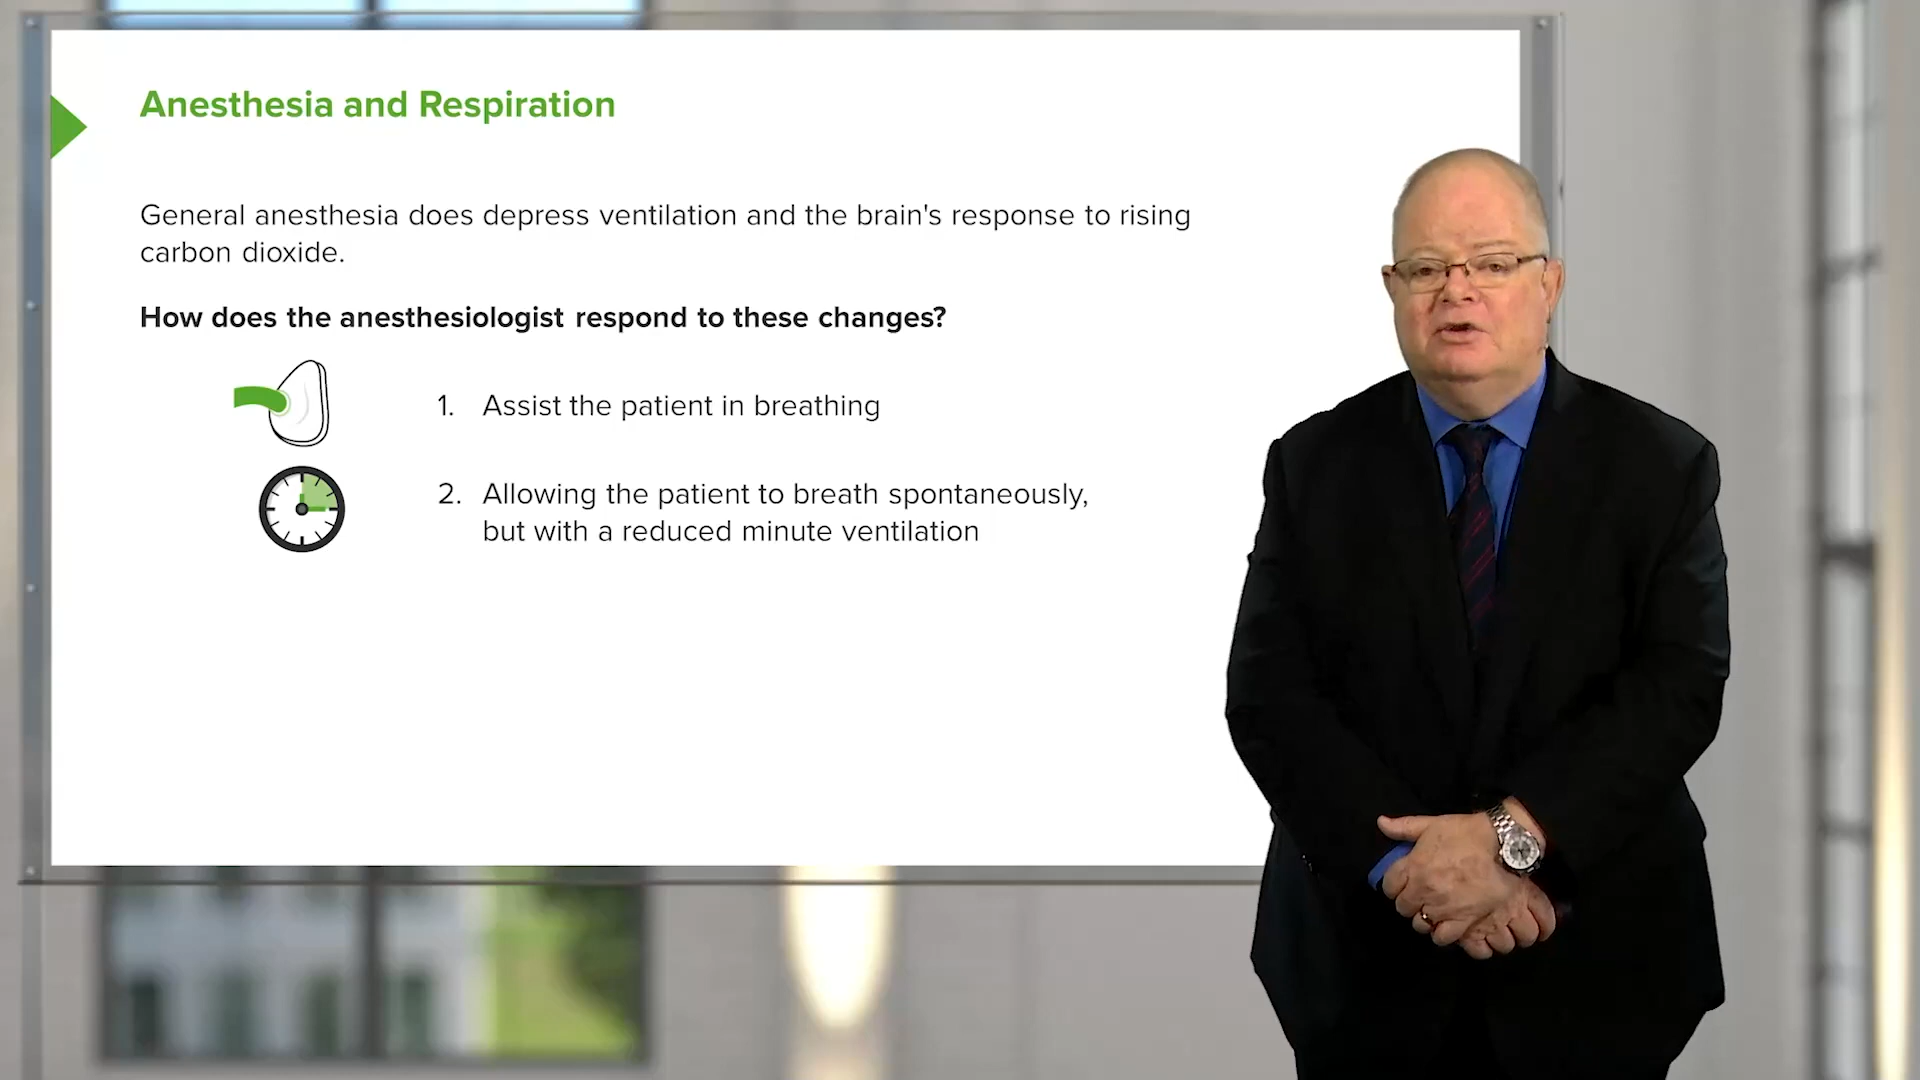 Anesthesia and Respiration
General anesthesia does depress ventilation and the brain's response to rising
carbon dioxide.
How does the anesthesiologist respond to these changes?
1. Assist the patient in breathing
2. Allowing the patient to breath spontaneously,
but with a reduced minute ventilation